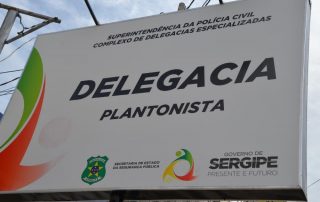 SUPERINTENDÊNCIA DA POLÍCIA CIVIL
COMPLEXO DE DELEGACIAS ESPECIALIZADAS
DELEGACIA
PLANTONISTA
SECRETARIA DE ESTADO
DA SEGURANÇA PÚBLICA
GOVERNO DE
SERGIPE
PRESENTE E FUTURO